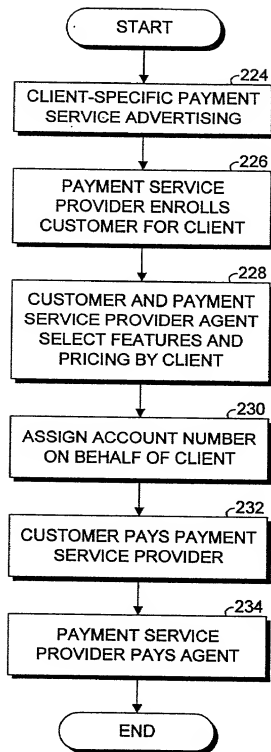 START
224
CLIENT-SPECIFIC PAYMENT
SERVICE ADVERTISING
226
PAYMENT SERVICE
PROVIDER ENROLLS
CUSTOMER FOR CLIENT
228
CUSTOMER AND PAYMENT
SERVICE PROVIDER AGENT
SELECT FEATURES AND
PRICING BY CLIENT
230
ASSIGN ACCOUNT NUMBER
ON BEHALF OF CLIENT
232
CUSTOMER PAYS PAYMENT
SERVICE PROVIDER
234
PAYMENT SERVICE
PROVIDER PAYS AGENT
END